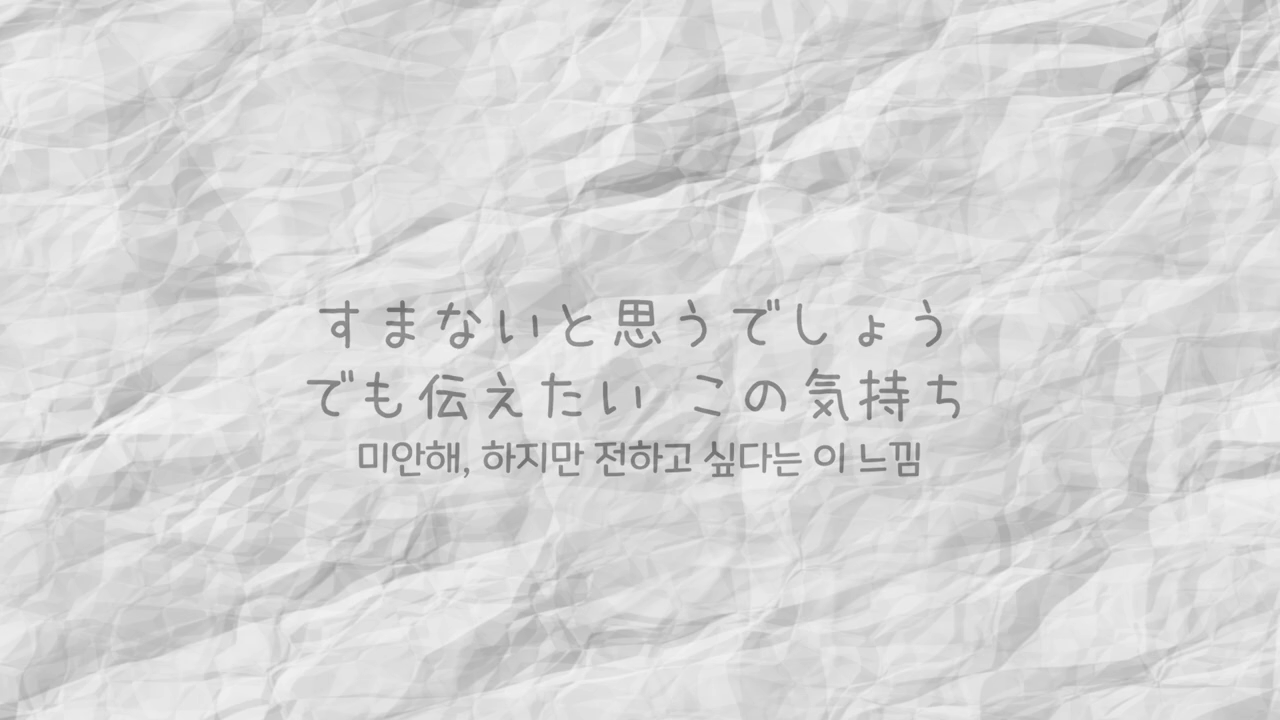 すまないと思うでしょう
でも伝えたい この気持ち
미안해, 하지만 전하고 싶다는 이 느낌